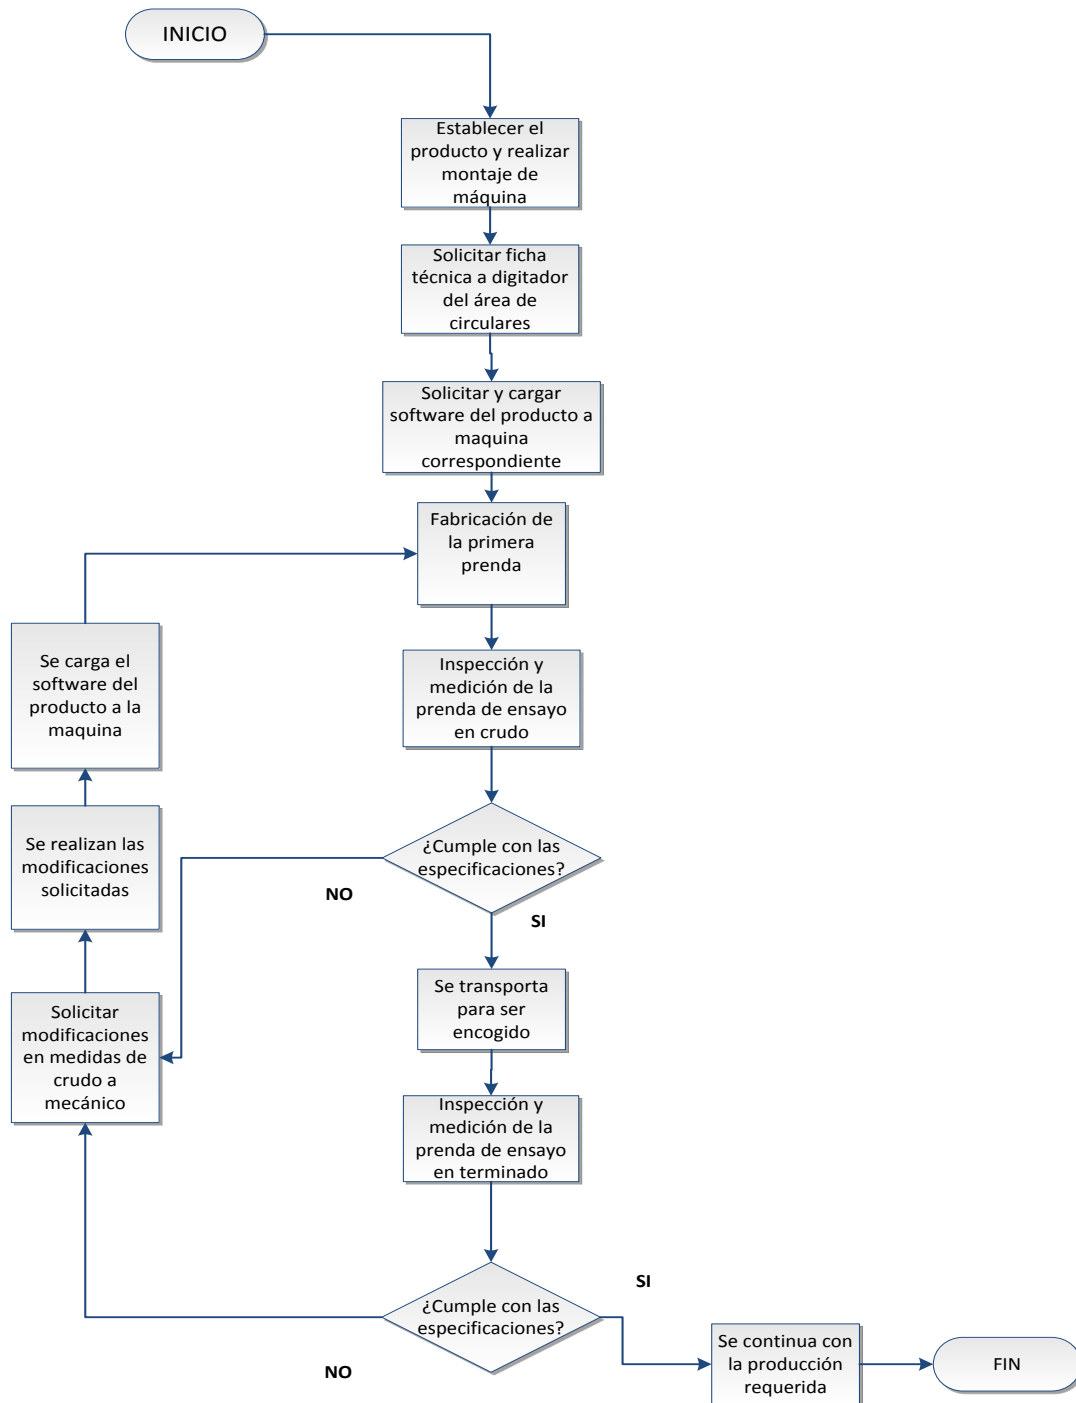 INICIO
Establecer el
producto y realizar
montaje de
máquina
Solicitar ficha
técnica a digitador
del área de
circulares
Solicitar y cargar
software del producto a
maquina
correspondiente
Fabricación de
la primera
prenda
Se carga el
software del
producto a la
maquina
Inspección y
medición de la
prenda de ensayo
en crudo
Se realizan las
modificaciones
solicitadas
¿Cumple con las
especificaciones?
NO
SI
Solicitar
modificaciones
en medidas de
crudo a
mecánico
Se transporta
para ser
encogido
Inspección y
medición de la
prenda de ensayo
en terminado
¿Cumple con las
especificaciones?
SI
NO
Se continua con
la producción
requerida
FIN